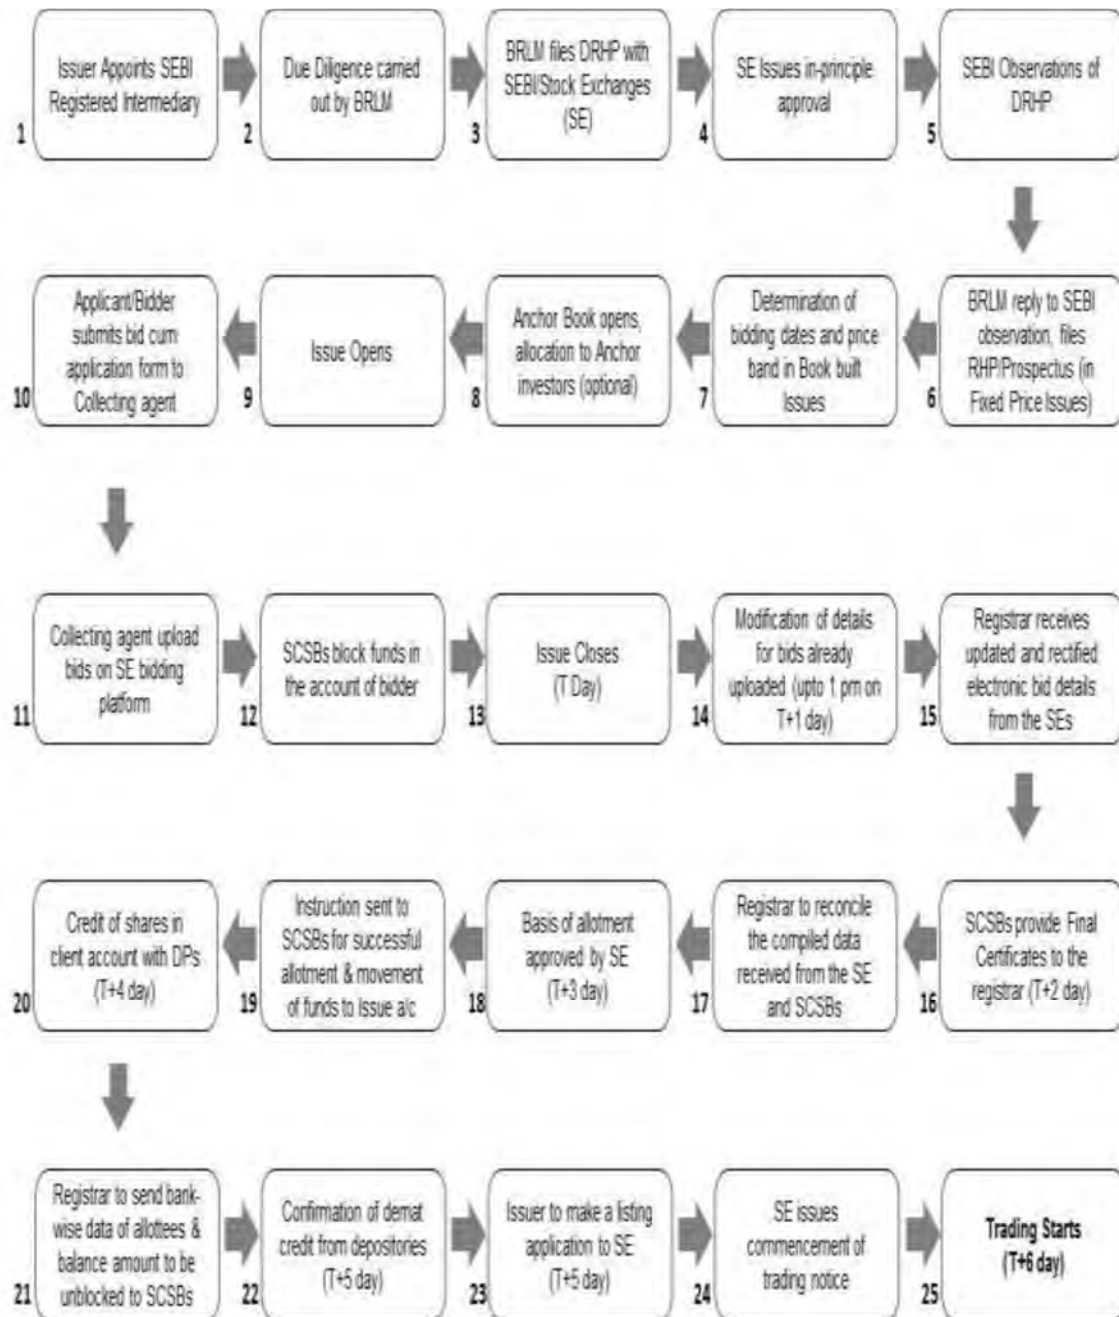 Issuer Appoints SEBI
Registered Intermediary
1
Due Diligence carried
out by BRLM
2
BRLM files DRHP with
SEBI/Stock Exchanges
(SE)
3
SE Issues in-principle
approval
4
SEBI Observations of
DRHP
5
BRLM reply to SEBI
observation, files
RHP/Prospectus (in
Fixed Price Issues)
6
Determination of
bidding dates and price
band in Book built
Issues
7
Anchor Book opens,
allocation to Anchor
investors (optional)
8
Issue Opens
9
Applicant/Bidder
submits bid cum
application form to
Collecting agent
10
Collecting agent upload
bids on SE bidding
platform
11
SCSBs block funds in
the account of bidder
12
Issue Closes
(T Day)
13
Modification of details
for bids already
uploaded (upto 1 pm on
T+1 day)
14
Registrar receives
updated and rectified
electronic bid details
from the SEs
15
SCSBs provide Final
Certificates to the
registrar (T+2 day)
16
Registrar to reconcile
the compiled data
received from the SE
and SCSBs
17
Basis of allotment
approved by SE
(T+3 day)
18
Instruction sent to
SCSBs for successful
allotment & movement
of funds to Issue a/c
19
Credit of shares in
client account with DPs
(T+4 day)
20
Registrar to send bank-
wise data of allottees &
balance amount to be
unblocked to SCSBs
21
Confirmation of demat
credit from depositories
(T+5 day)
22
Issuer to make a listing
application to SE
(T+5 day)
23
SE issues
commencement of
trading notice
24
Trading Starts
(T+6 day)
25